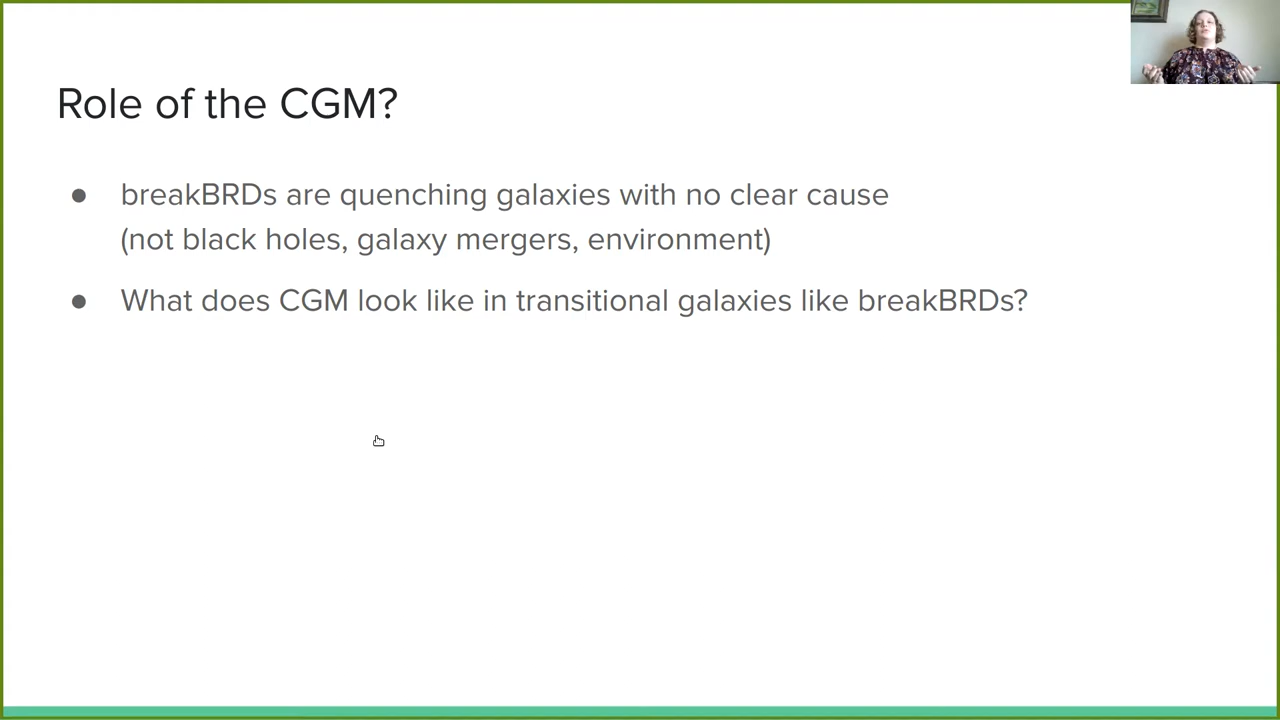 Role of the CGM?
● breakBRDs are quenching galaxies with no clear cause
(not black holes, galaxy mergers, environment)
● What does CGM look like in transitional galaxies like breakBRDs?